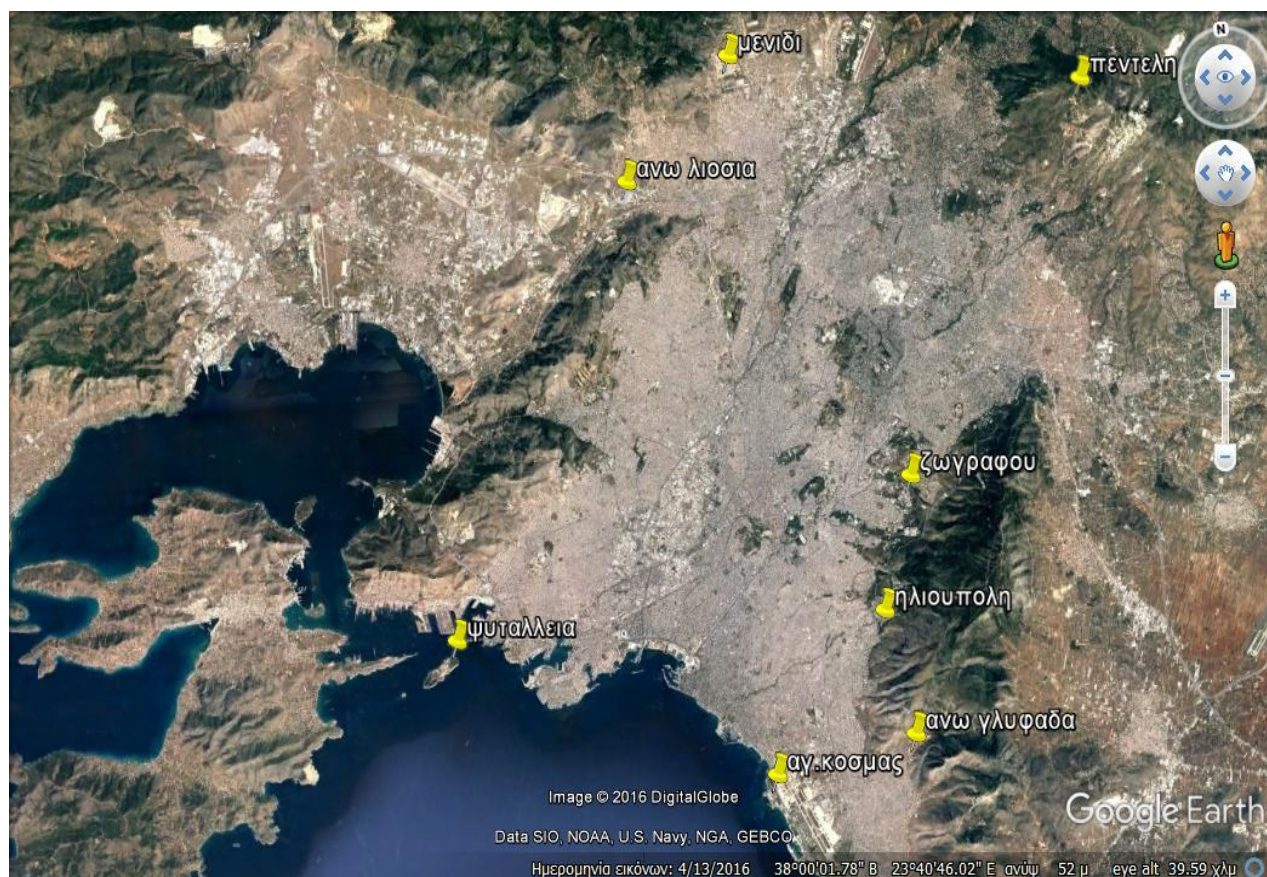 N
μενιδι
πεντελη
ανω λιοσια
ζωγραφου
ηλιουπολη
ψυταλλεια
ανω γλυφαδα
αγ.κοσμας
Image © 2016 DigitalGlobe
Google Earth
Data SIO, NOAA, U.S. Navy, NGA, GEBCO
Ημερομηνία εικόνων: 4/13/2016 38°00'01.78" Β 23°40'46.02" Ε ανύψ 52 μ eye alt 39.59 χλμ